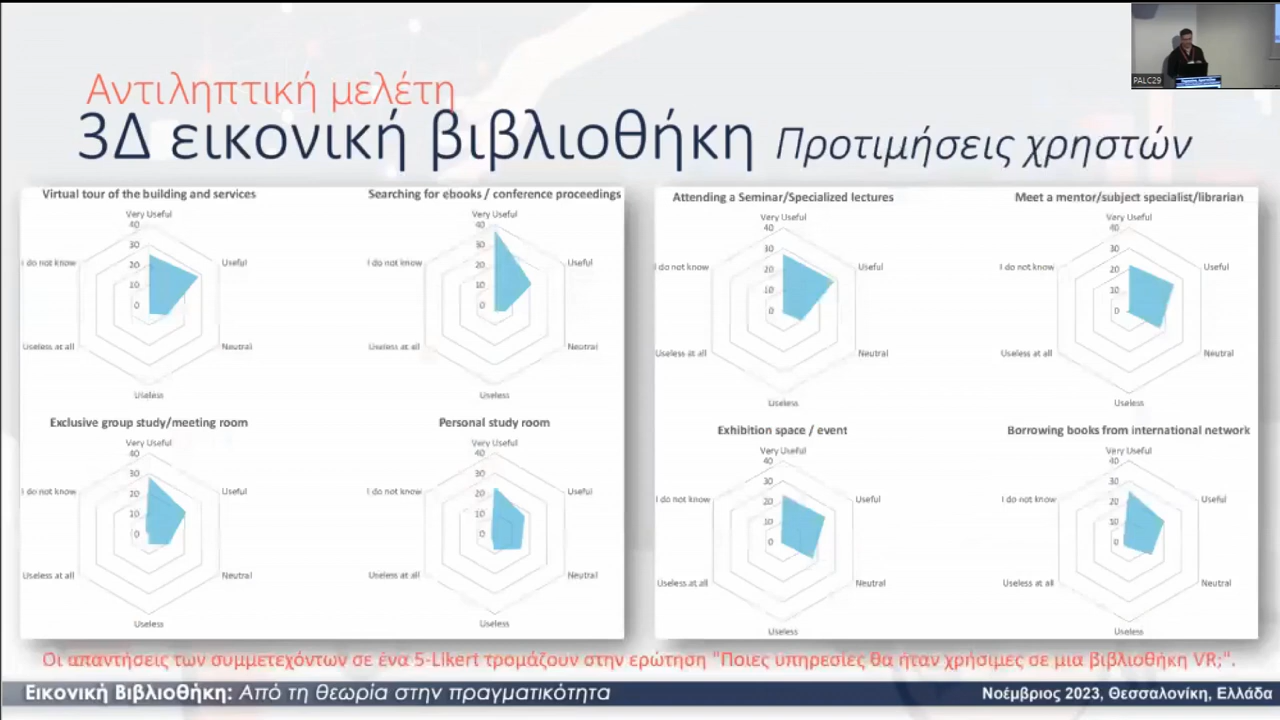 PALC29
Αντιληπτική μελέτη
3Δ εικονική βιβλιοθήκη Προτιμήσεις χρηστών
Virtual tour of the building and services
Very Useful
40
30
20
10
0
I do not know
Useful
Useless at all
Neutral
Useless
Searching for ebooks / conference proceedings
Very Useful
40
30
20
10
0
I do not know
Useful
Useless at all
Neutral
Useless
Exclusive group study/meeting room
Very Useful
40
30
20
10
0
I do not know
Useful
Useless at all
Neutral
Useless
Personal study room
Very Useful
40
30
20
10
0
I do not know
Useful
Useless at all
Neutral
Useless
Attending a Seminar/Specialized lectures
Very Useful
40
30
20
10
0
I do not know
Useful
Useless at all
Neutral
Useless
Meet a mentor/subject specialist/librarian
Very Useful
40
30
20
10
0
I do not know
Useful
Useless at all
Neutral
Useless
Exhibition space / event
Very Useful
40
30
20
10
0
I do not know
Useful
Useless at all
Neutral
Useless
Borrowing books from international network
Very Useful
40
30
20
10
0
I do not know
Useful
Useless at all
Neutral
Useless
Οι απαντήσεις των συμμετεχόντων σε ένα 5-Likert τρομάζουν στην ερώτηση "Ποιες υπηρεσίες θα ήταν χρήσιμες σε μια βιβλιοθήκη VR;".
Εικονική Βιβλιοθήκη: Από τη θεωρία στην πραγματικότητα
Νοέμβριος 2023, Θεσσαλονίκη, Ελλάδα